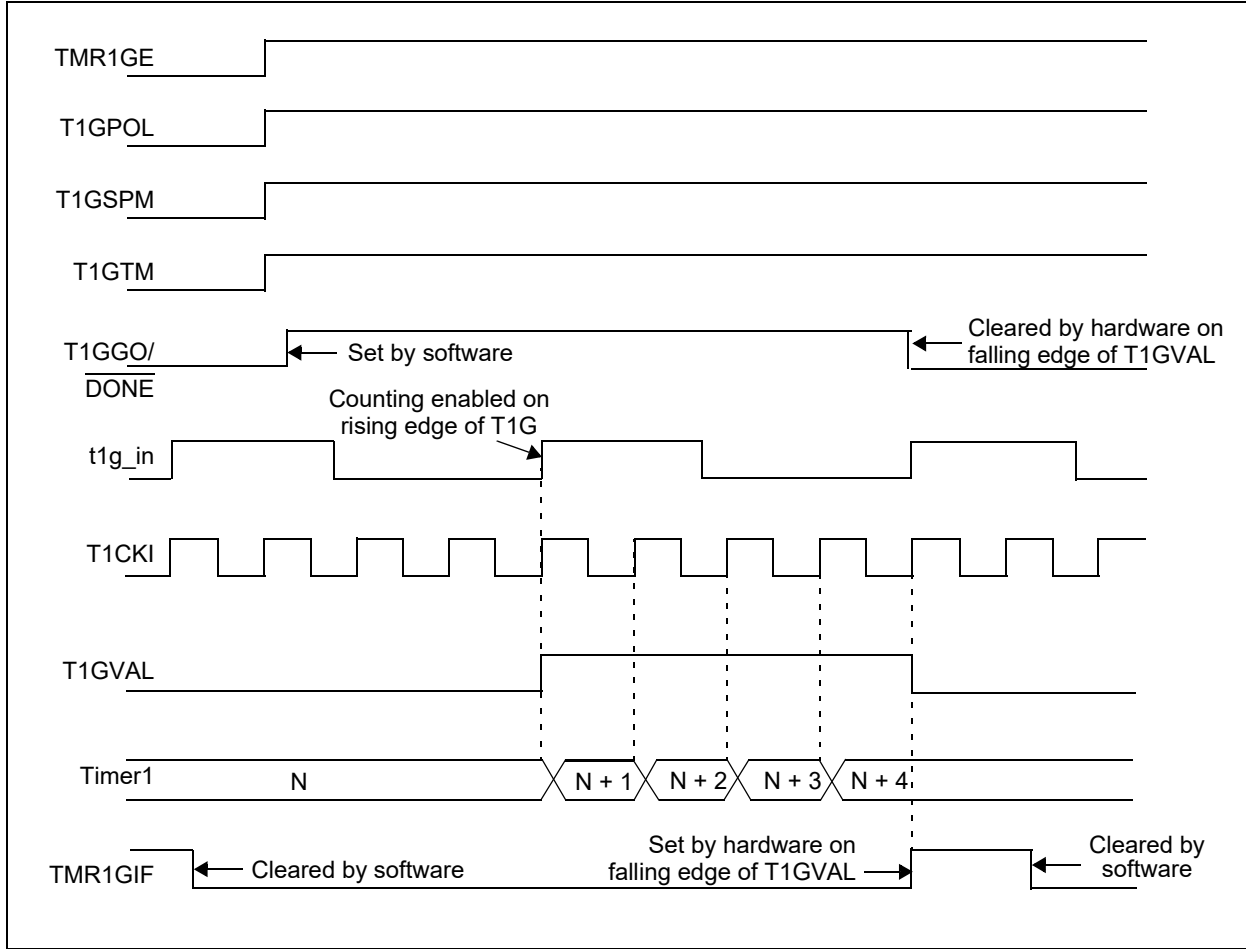 TMR1GE
T1GPOL
T1GSPM
T1GTM
T1GGO/
DONE
Set by software
Cleared by hardware on
falling edge of T1GVAL
Counting enabled on
rising edge of T1G
t1g_in
T1CKI
T1GVAL
Timer1
N
N + 1
N + 2
N + 3
N + 4
TMR1GIF
Cleared by software
Set by hardware on
falling edge of T1GVAL
Cleared by
software